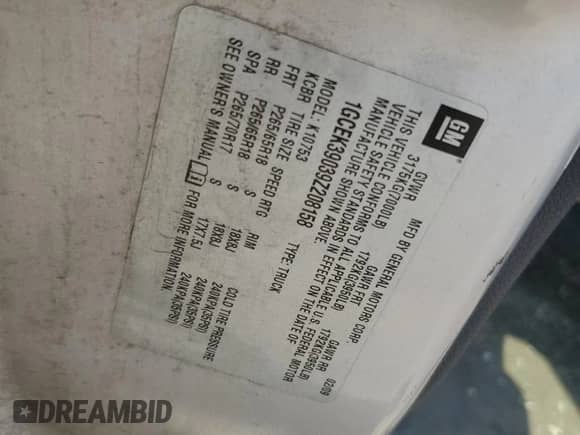 GM
MFD BY GENERAL MOTORS CORP 02/09
GVWR GAWR FRT GAWR RR
3175KG(7000LB) 1792KG(3950LB) 1792KG(3950LB)
THIS VEHICLE CONFORMS TO ALL APPLICABLE U.S. FEDERAL MOTOR
VEHICLE SAFETY STANDARDS IN EFFECT ON THE DATE OF
MANUFACTURE SHOWN ABOVE.
1GCEK39039Z208158 TYPE: TRUCK
MODEL: K10753
KCBR TIRE SIZE SPEED RTG RIM COLD TIRE PRESSURE
FRT P265/65R18 S 18X8J 240KPA(35PSI)
RR P265/65R18 S 18X8J 240KPA(35PSI)
SPA P265/70R17 S 17X7.5J 240KPA(35PSI)
SEE OWNER'S MANUAL FOR MORE INFORMATION.
DREAMBID